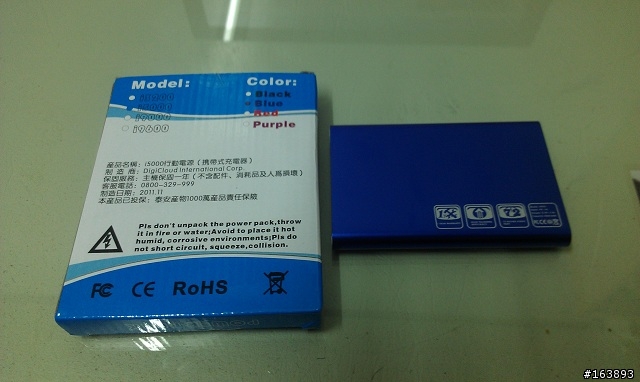 Model:
Color:
Black
Blue
Red
i9600
Purple
產品名稱：i5000行動電源（攜帶式充電器）
製 造 商：DigiCloud International Corp.
保固服務：主機保固一年（不含配件、消耗品及人爲損壞）
客服電話：0800-329-999
製造日期：2011.11
本產品已投保：泰安產物1000萬產品責任保險
Pls don't unpack the power pack,throw
it in fire or water;Avoid to place it hot
humid, corrosive environments;Pls do
not short circuit, squeeze,collision.
FC CE RoHS
#163893